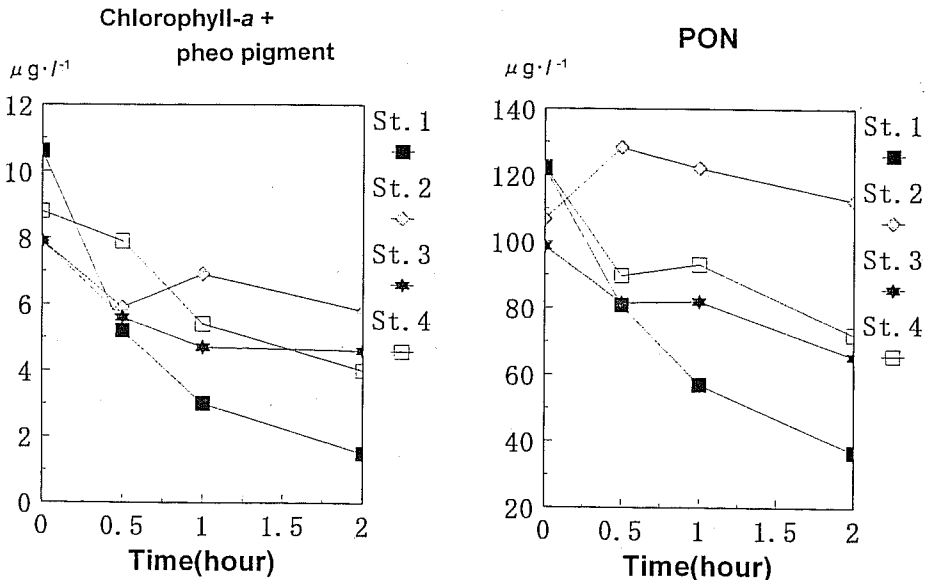 Chlorophyll-a +
pheo pigment
μg·l⁻¹
12
10
8
6
4
2
0
0
0.5
1
1.5
2
Time(hour)
St.1
St.2
St.3
St.4
PON
μg·l⁻¹
140
120
100
80
60
40
20
0
0.5
1
1.5
2
Time(hour)
St.1
St.2
St.3
St.4